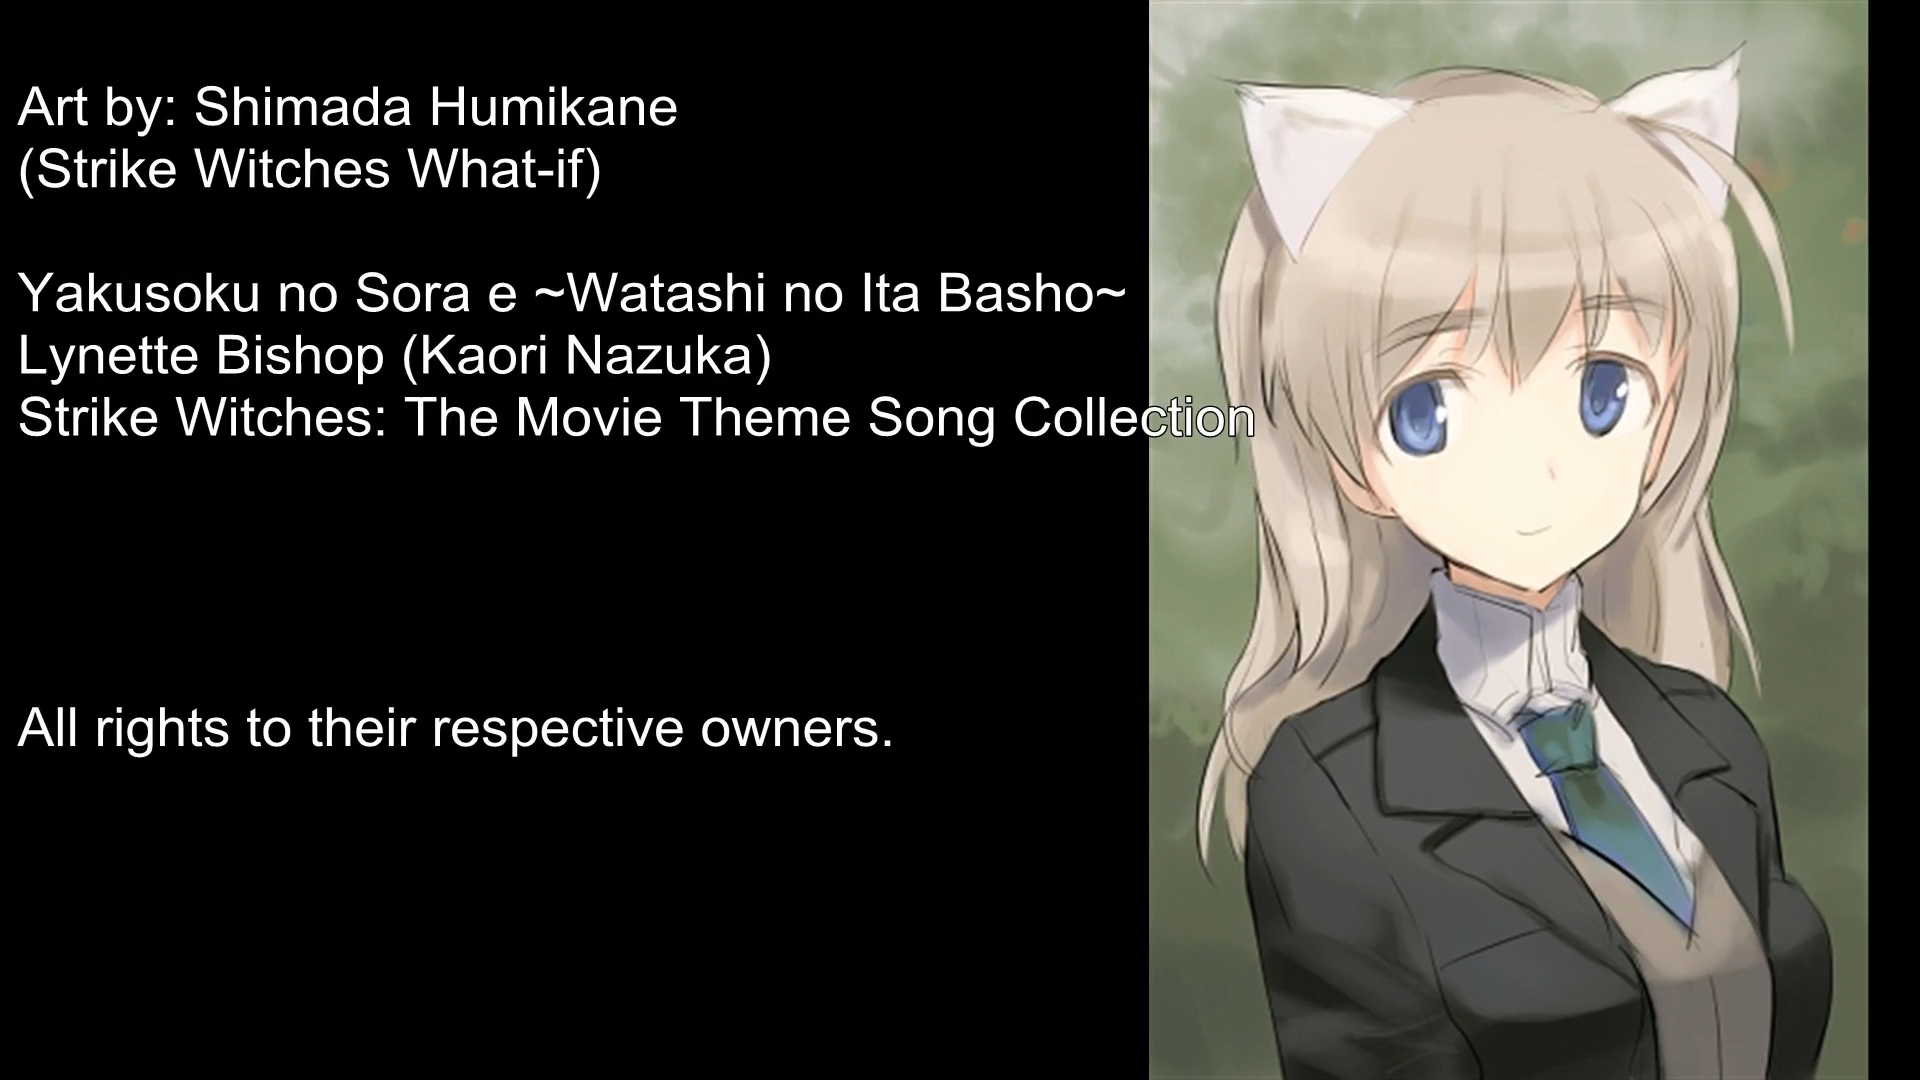 Art by: Shimada Humikane
(Strike Witches What-if)
Yakusoku no Sora e ~Watashi no Ita Basho~
Lynette Bishop (Kaori Nazuka)
Strike Witches: The Movie Theme Song Collection
All rights to their respective owners.